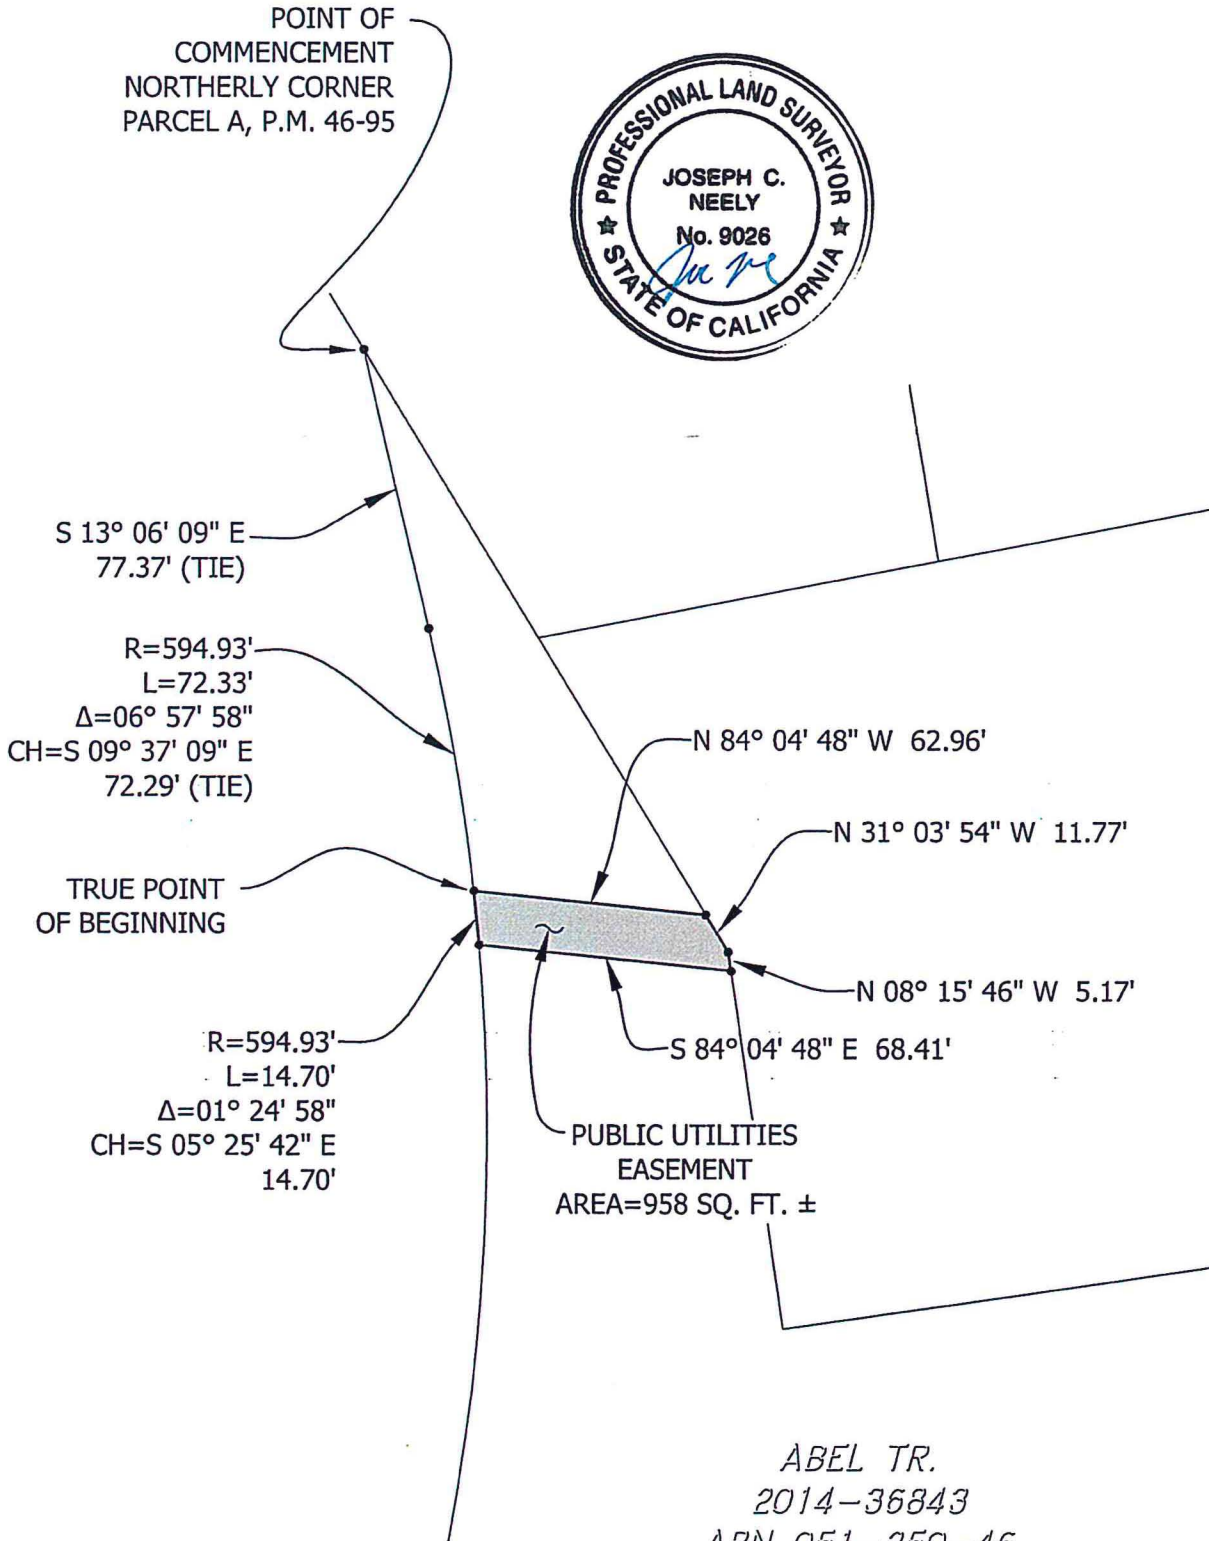 POINT OF
COMMENCEMENT
NORTHERLY CORNER
PARCEL A, P.M. 46-95
PROFESSIONAL LAND SURVEYOR
JOSEPH C.
NEELY
No. 9026
STATE OF CALIFORNIA
S 13° 06' 09" E
77.37' (TIE)
R=594.93'
L=72.33'
Δ=06° 57' 58"
CH=S 09° 37' 09" E
72.29' (TIE)
N 84° 04' 48" W 62.96'
N 31° 03' 54" W 11.77'
TRUE POINT
OF BEGINNING
N 08° 15' 46" W 5.17'
S 84° 04' 48" E 68.41'
R=594.93'
L=14.70'
Δ=01° 24' 58"
CH=S 05° 25' 42" E
14.70'
PUBLIC UTILITIES
EASEMENT
AREA=958 SQ. FT. ±
ABEL TR.
2014-36843